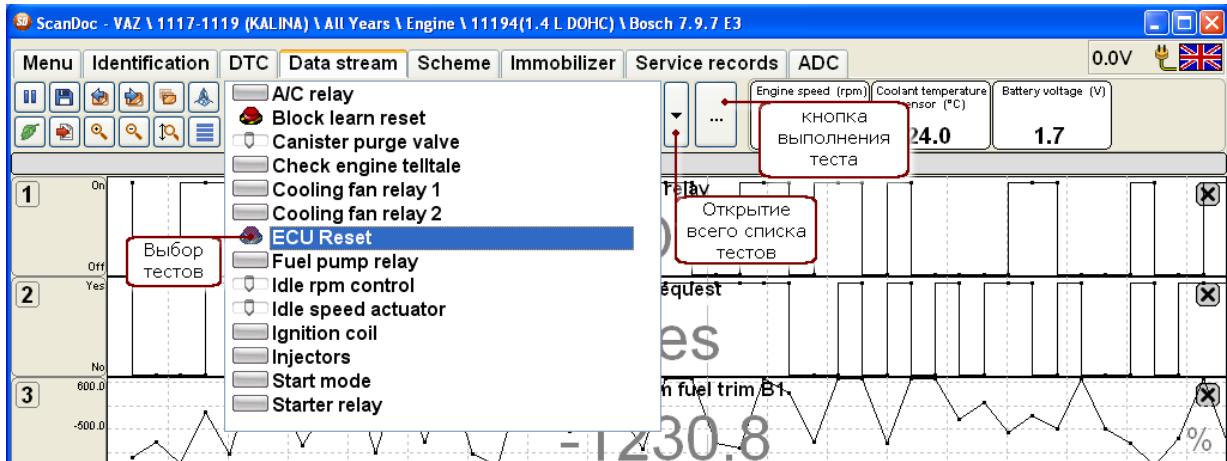 ScanDoc - VAZ \ 1117-1119 (KALINA) \ All Years \ Engine \ 11194(1.4 L DOHC) \ Bosch 7.9.7 E3
Menu Identification DTC Data stream Scheme Immobilizer Service records ADC 0.0V
A/C relay
Block learn reset
Canister purge valve
Check engine telltale
Cooling fan relay 1
Cooling fan relay 2
ECU Reset
Fuel pump relay
Idle rpm control
Idle speed actuator
Ignition coil
Injectors
Start mode
Starter relay
...
Engine speed (rpm)
Coolant temperature
sensor (°C)
24.0
Battery voltage (V)
1.7
кнопка
выполнения
теста
Открытие
всего списка
тестов
Выбор
тестов
1
On
Off
relay
2
Yes
No
equest
es
3
600.0
-500.0
m fuel trim B1.
-1230.8
%